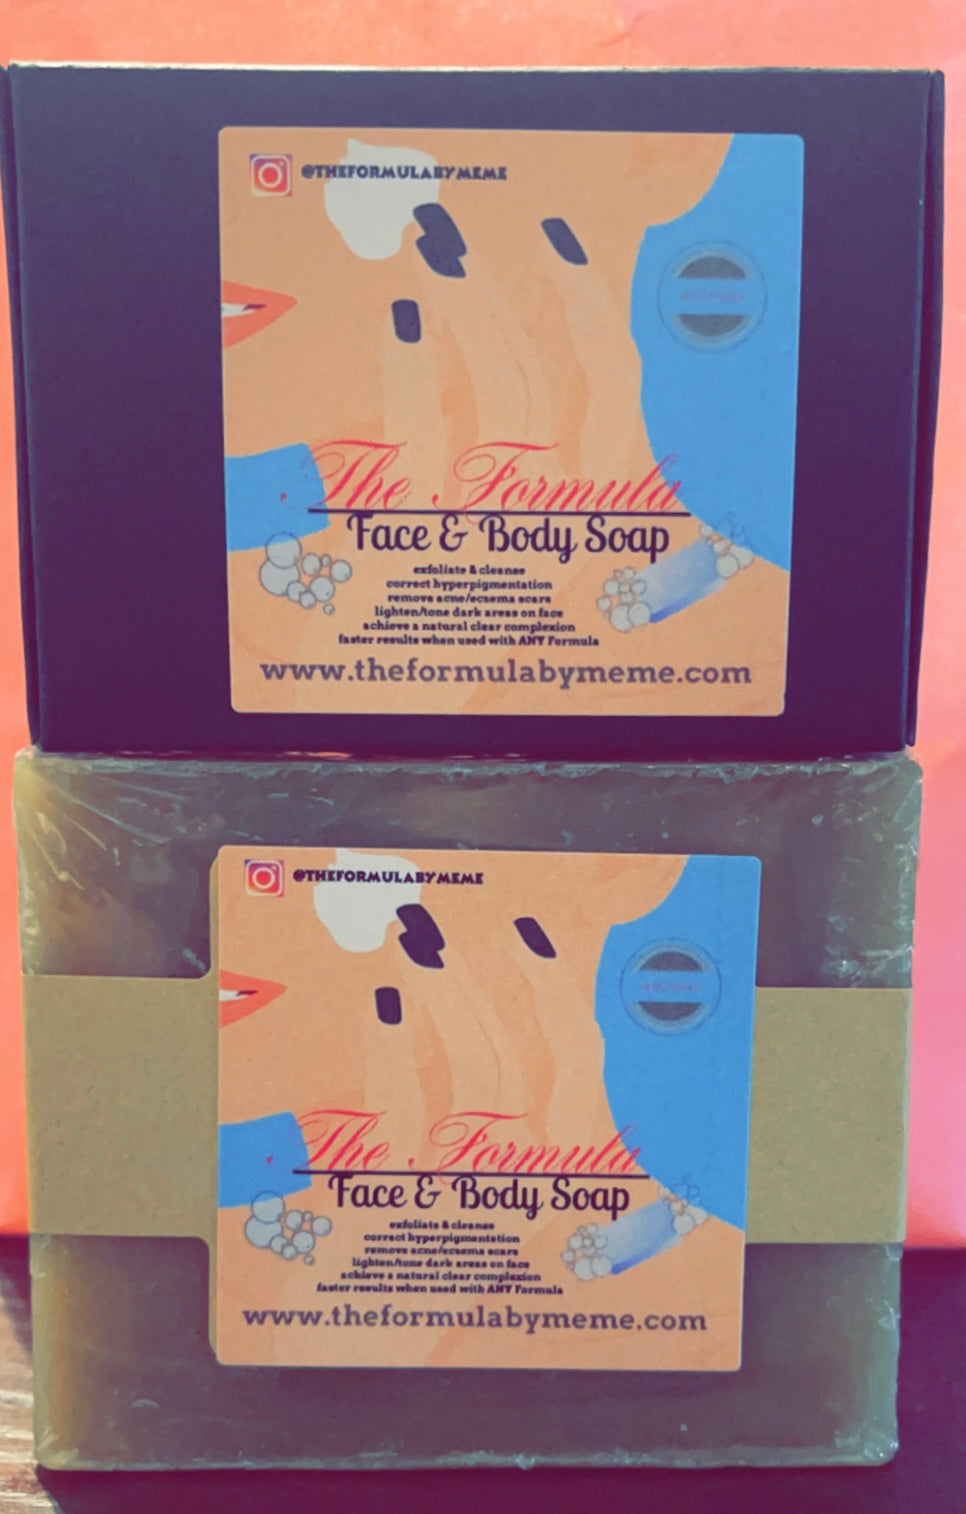 @THEFORMULABYMEME
The Formula
Face & Body Soap
exfoliate & cleanse
correct hyperpigmentation
remove acne/eczema scars
lighten/tone dark areas on face
achieve a natural clear complexion
faster results when used with ANY Formula
www.theformulabymeme.com
@THEFORMULABYMEME
The Formula
Face & Body Soap
exfoliate & cleanse
correct hyperpigmentation
remove acne/eczema scars
lighten/tone dark areas on face
achieve a natural clear complexion
faster results when used with ANY Formula
www.theformulabymeme.com